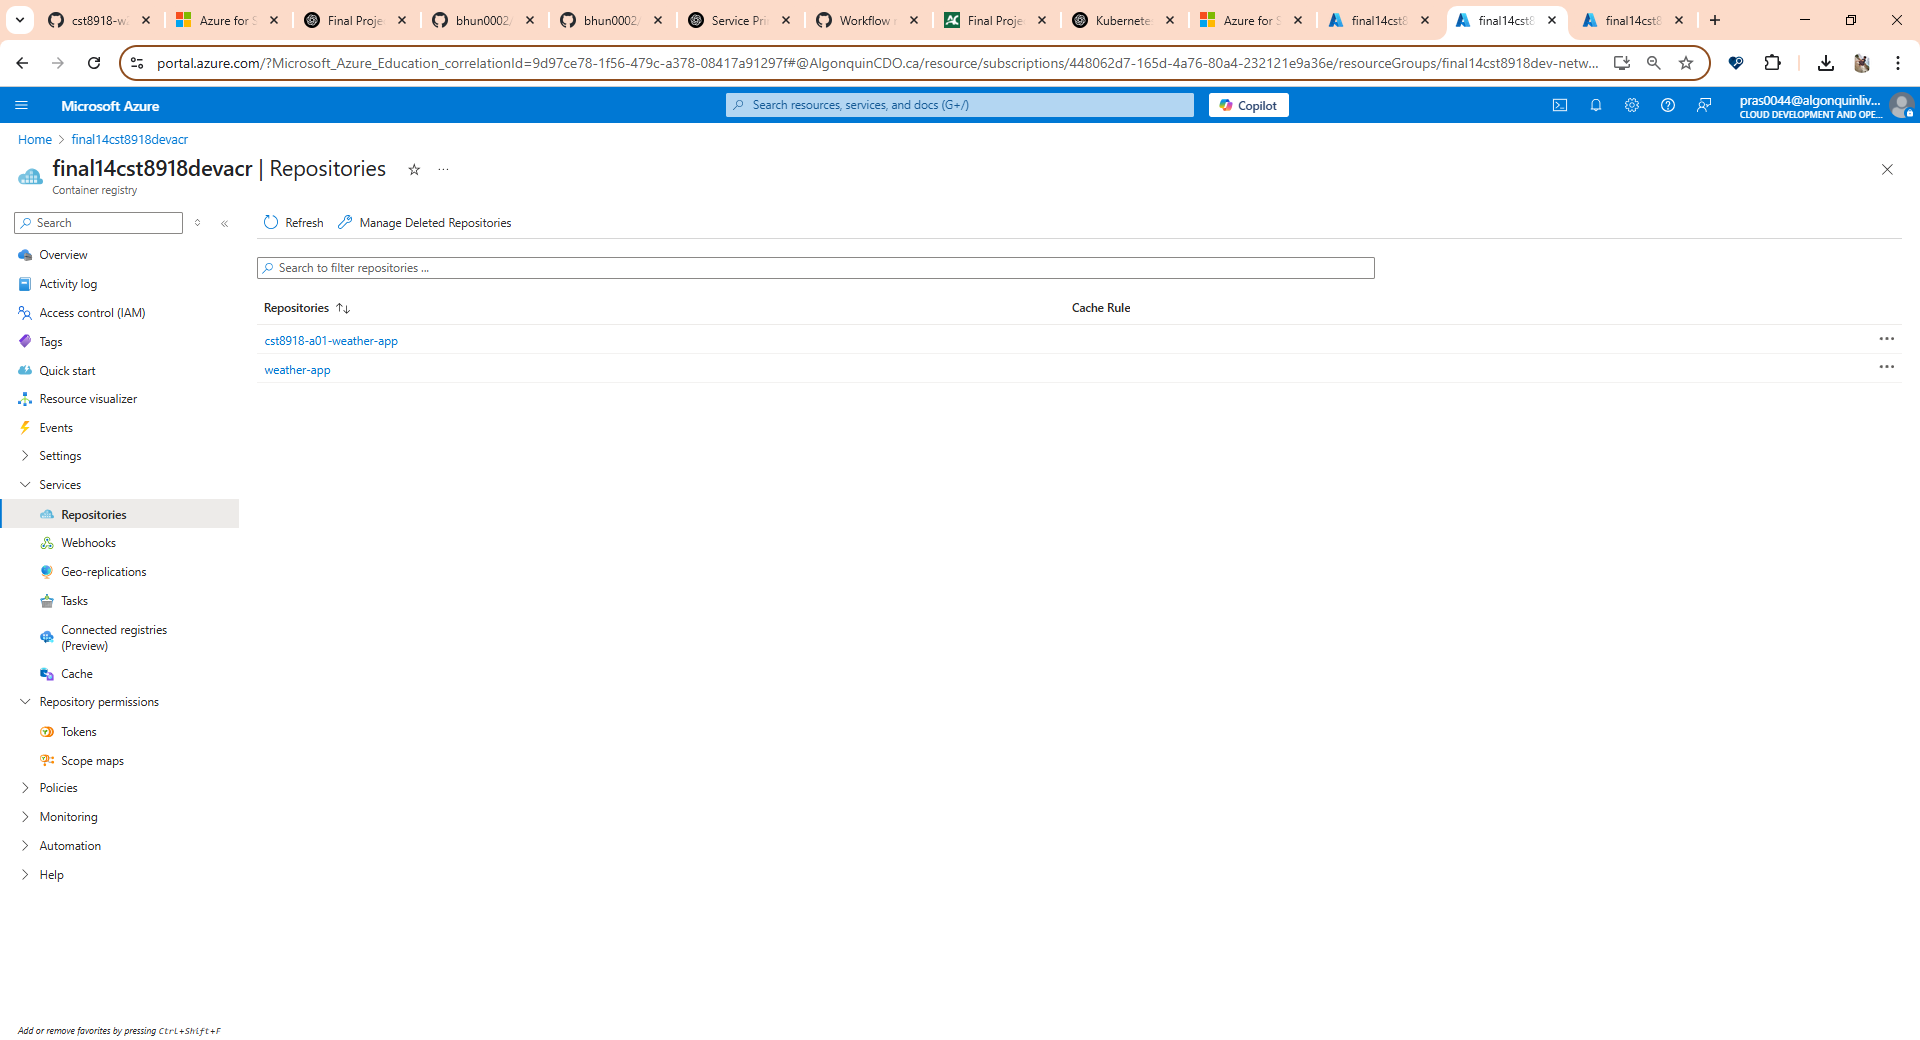 cst8918-w2
Azure for S
Final Proje
bhun0002/
bhun0002/
Service Prin
Workflow r
Final Proje
Kubernetes
Azure for S
final14cst8
final14cst8
final14cst8
portal.azure.com/?Microsoft_Azure_Education_correlationId=9d97ce78-1f56-479c-a378-08417a91297f#@AlgonquinCDO.ca/resource/subscriptions/448062d7-165d-4a76-80a4-232121e9a36e/resourceGroups/final14cst8918dev-netw...
Microsoft Azure
Search resources, services, and docs (G+/)
Copilot
pras0044@algonquinliv...
CLOUD DEVELOPMENT AND OPE...
Home > final14cst8918devacr
final14cst8918devacr | Repositories
Container registry
Search
Refresh
Manage Deleted Repositories
Overview
Activity log
Access control (IAM)
Tags
Quick start
Resource visualizer
Events
Settings
Services
Repositories
Webhooks
Geo-replications
Tasks
Connected registries
(Preview)
Cache
Repository permissions
Tokens
Scope maps
Policies
Monitoring
Automation
Help
Search to filter repositories ...
Repositories
Cache Rule
cst8918-a01-weather-app
weather-app
Add or remove favorites by pressing Ctrl+Shift+F